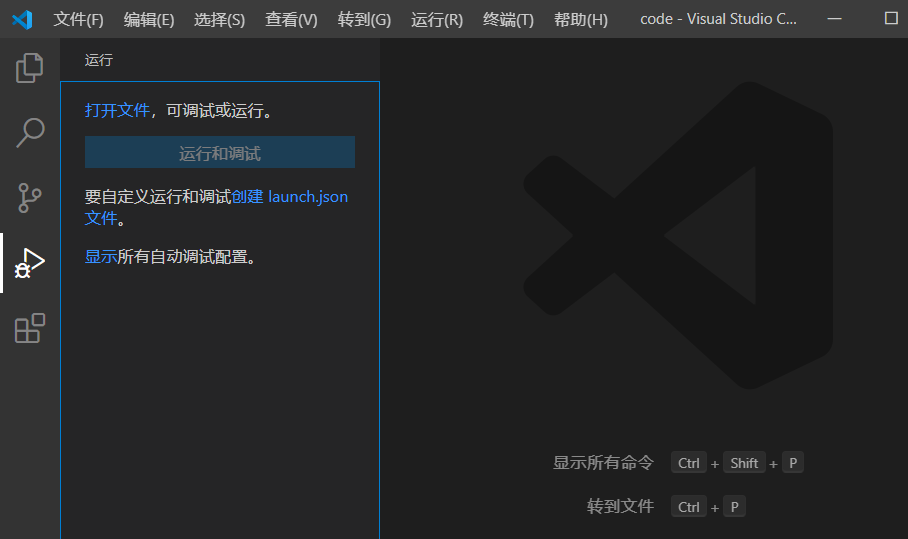 文件(F) 编辑(E) 选择(S) 查看(V) 转到(G) 运行(R) 终端(T) 帮助(H) code - Visual Studio C...
运行
打开文件，可调试或运行。
运行和调试
要自定义运行和调试创建 launch.json
文件。
显示所有自动调试配置。
显示所有命令 Ctrl + Shift + P
转到文件 Ctrl + P